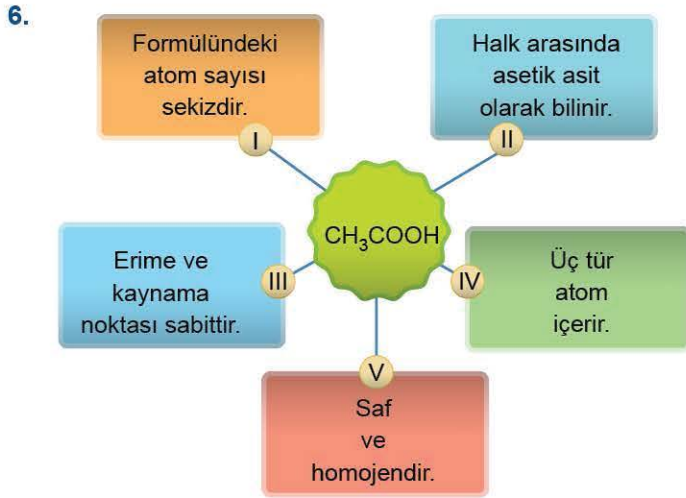 6.
Formülündeki
atom sayısı
sekizdir.
I
Halk arasında
asetik asit
olarak bilinir.
II
CH₃COOH
Erime ve
kaynama
noktası sabittir.
III
Üç tür
atom
içerir.
IV
V
Saf
ve
homojendir.